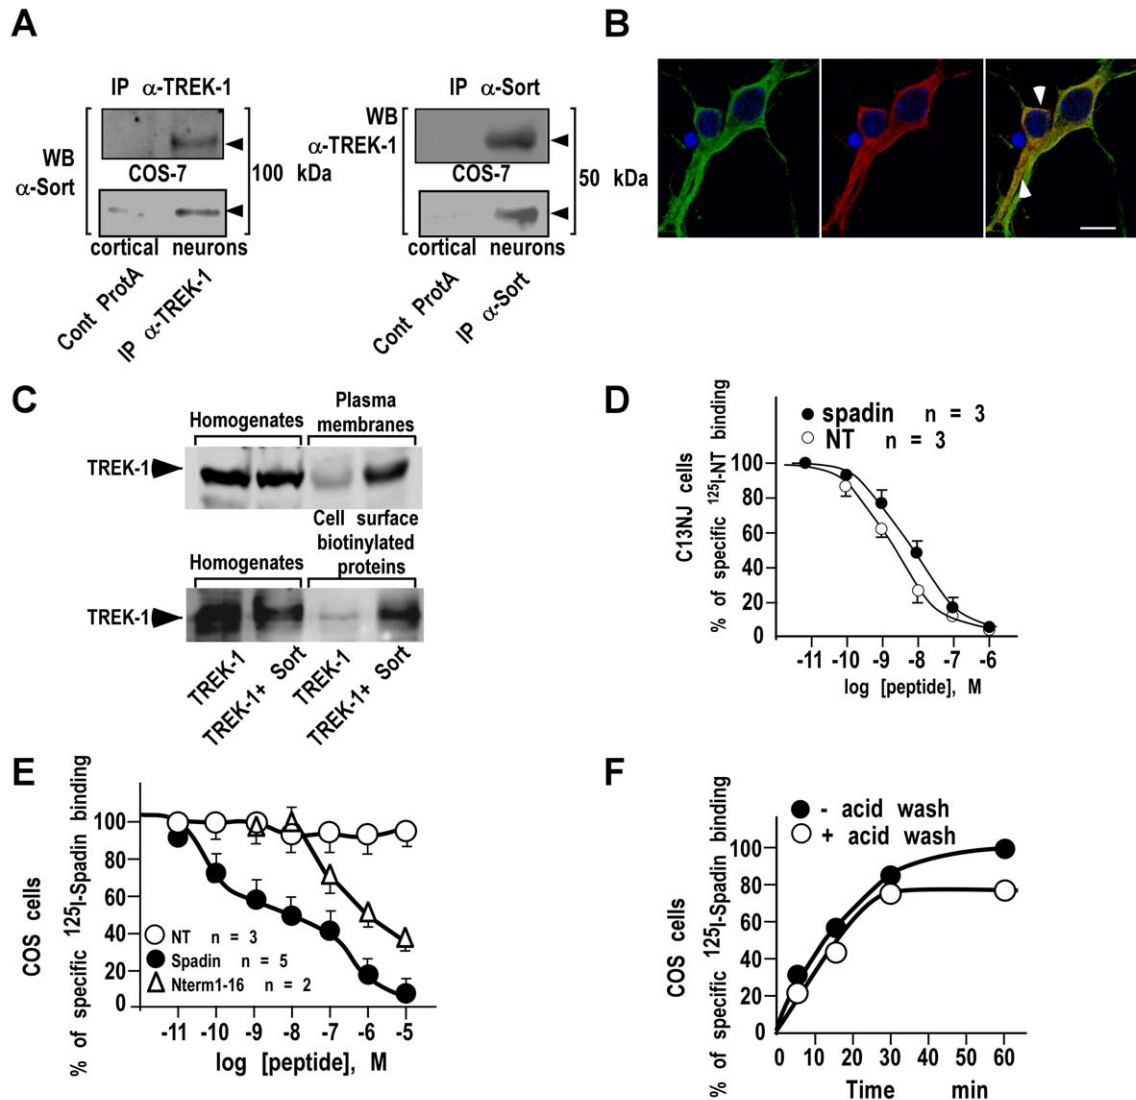 A
IP α-TREK-1
WB
α-Sort
COS-7
100 kDa
cortical neurons
Cont ProtA
IP α-TREK-1
IP α-Sort
WB
α-TREK-1
COS-7
50 kDa
cortical neurons
Cont ProtA
IP α-Sort
B
C
Homogenates
Plasma
membranes
TREK-1
Cell surface
biotinylated
proteins
Homogenates
TREK-1
TREK-1
TREK-1+ Sort
TREK-1
TREK-1+ Sort
D
C13NJ cells
% of specific 125I-NT binding
spadin n = 3
NT n = 3
100
80
60
40
20
0
-11 -10 -9 -8 -7 -6
log [peptide], M
E
COS cells
% of specific 125I-Spadin binding
100
80
60
40
20
0
NT n = 3
Spadin n = 5
Nterm1-16 n = 2
-11 -10 -9 -8 -7 -6 -5
log [peptide], M
F
COS cells
% of specific 125I-Spadin binding
- acid wash
+ acid wash
100
80
60
40
20
0
0 10 20 30 40 50 60
Time min